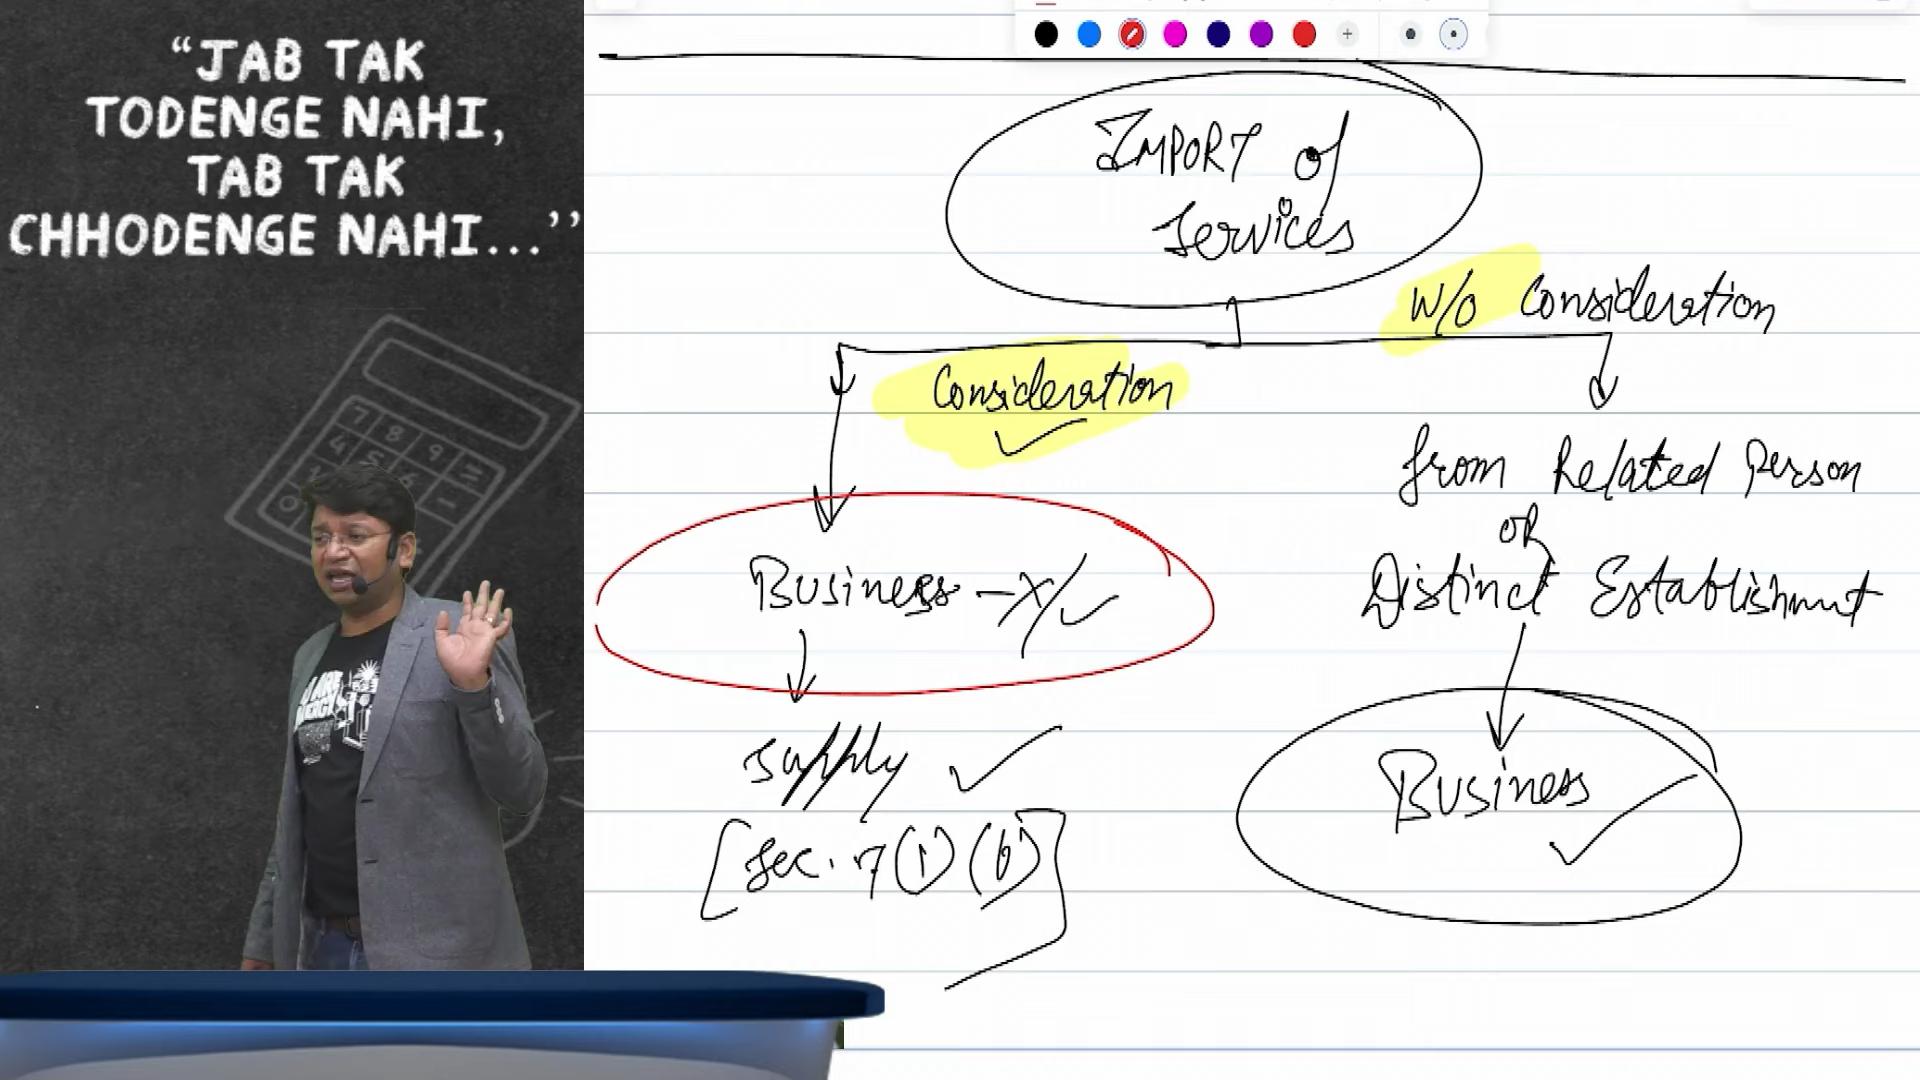 “JAB TAK
TODENGE NAHI,
TAB TAK
CHHODENGE NAHI...’’
IMPORT of
Services
W/O Consideration
Consideration
from Related Person
OR
Distinct Establishment
Business - X/✓
Supply ✓
[Sec. 7(1)(b)]
Business
✓